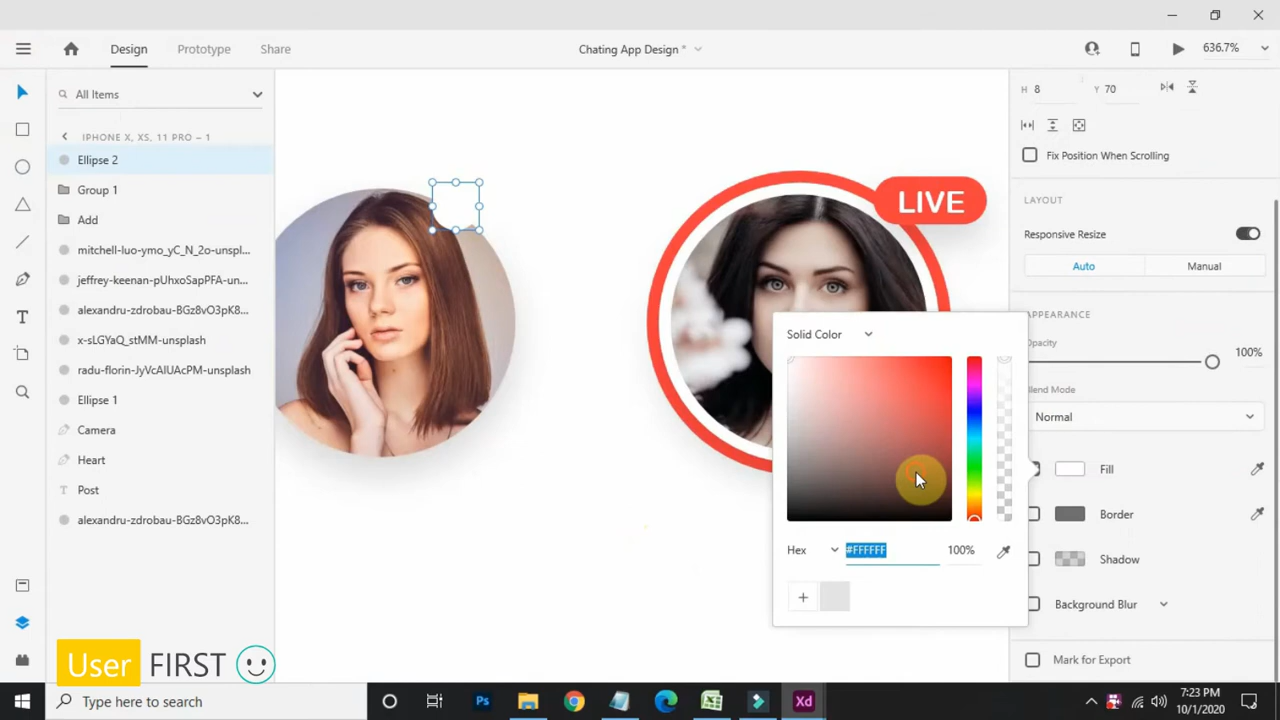 Design
Prototype
Share
Chating App Design *
636.7%
All Items
IPHONE X, XS, 11 PRO – 1
Ellipse 2
Group 1
Add
mitchell-luo-ymo_yC_N_2o-unspl...
jeffrey-keenan-pUhxoSapPFA-un...
alexandru-zdrobau-BGz8vO3pK8...
x-sLGYaQ_stMM-unsplash
radu-florin-JyVcAIUAcPM-unsplash
Ellipse 1
Camera
Heart
Post
alexandru-zdrobau-BGz8vO3pK8...
LIVE
H 8
Y 70
Fix Position When Scrolling
LAYOUT
Responsive Resize
Auto
Manual
APPEARANCE
Opacity
100%
Blend Mode
Normal
Fill
Border
Shadow
Background Blur
Mark for Export
Solid Color
Hex
#FFFFFF
100%
User FIRST
Type here to search
Ps
Xd
7:23 PM
10/1/2020